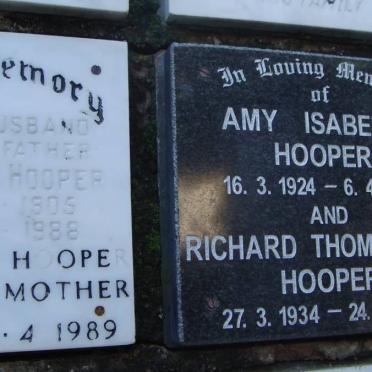 emory
USBAND
FATHER
HOOPER
1905
1988
HOOPER
MOTHER
4 1989
In Loving Mem
of
AMY ISABE
HOOPER
16. 3. 1924 – 6. 4
AND
RICHARD THOM
HOOPER
27. 3. 1934 – 24.